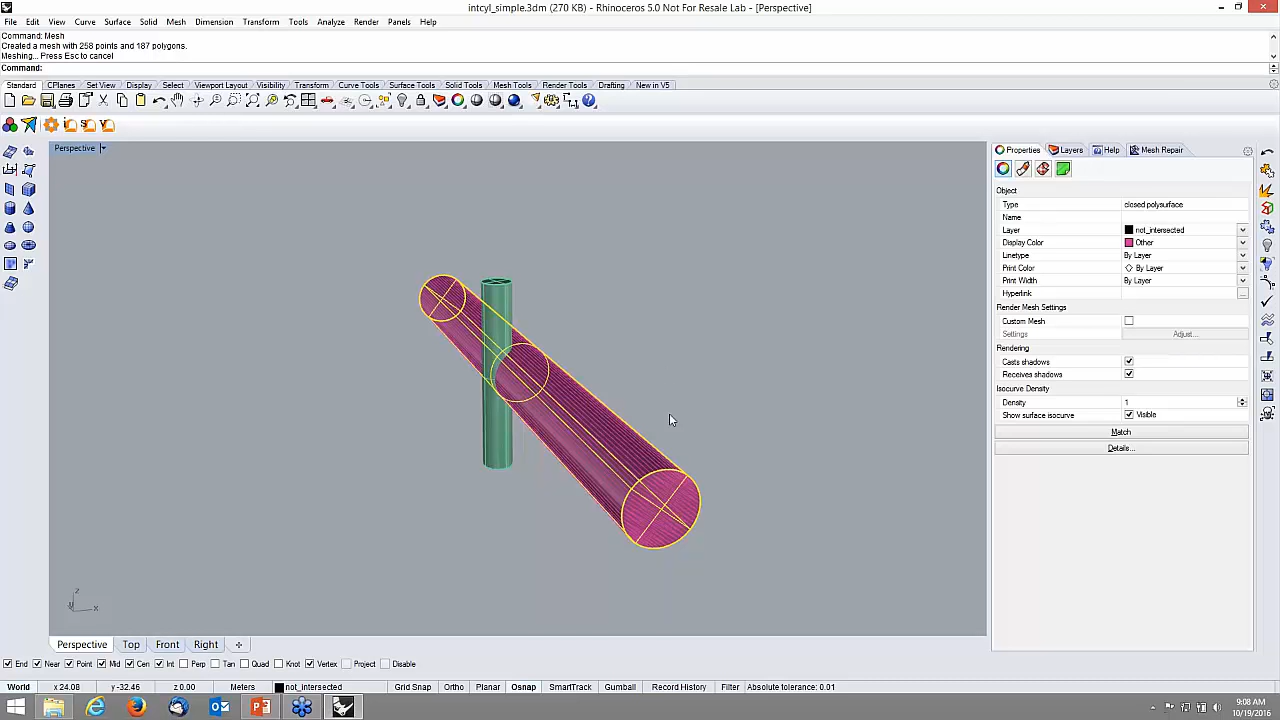 intcyl_simple.3dm (270 KB) - Rhinoceros 5.0 Not For Resale Lab - [Perspective]
File Edit View Curve Surface Solid Mesh Dimension Transform Tools Analyze Render Panels Help
Command: Mesh
Created a mesh with 258 points and 187 polygons.
Meshing... Press Esc to cancel
Command:
Standard CPlanes Set View Display Select Viewport Layout Visibility Transform Curve Tools Surface Tools Solid Tools Mesh Tools Render Tools Drafting New in V5
Perspective
Properties Layers Help Mesh Repair
Object
Type closed polysurface
Name
Layer not_intersected
Display Color Other
Linetype By Layer
Print Color By Layer
Print Width By Layer
Hyperlink ...
Render Mesh Settings
Custom Mesh
Settings Adjust...
Rendering
Casts shadows
Receives shadows
Isocurve Density
Density 1
Show surface isocurve Visible
Match
Details...
z
y x
Perspective Top Front Right
End Near Point Mid Cen Int Perp Tan Quad Knot Vertex Project Disable
World x 24.08 y -32.46 z 0.00 Meters not_intersected Grid Snap Ortho Planar Osnap SmartTrack Gumball Record History Filter Absolute tolerance: 0.01
9:08 AM
10/19/2016